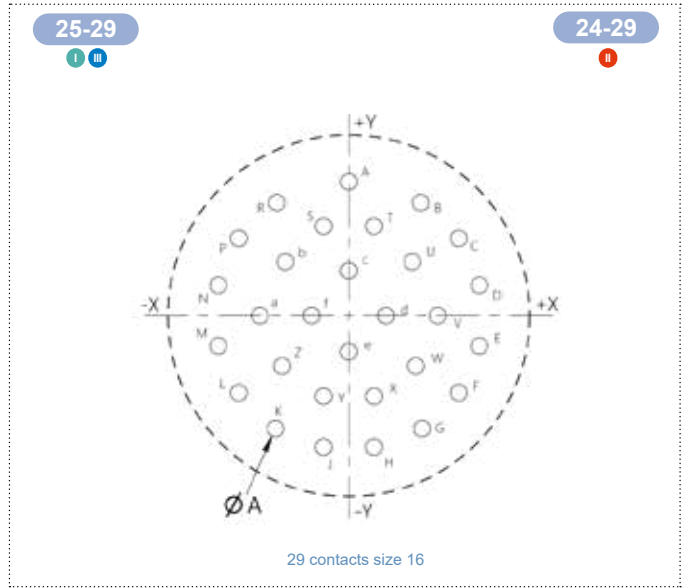 25-29 24-29
I III II
+Y
A
R B
S T
P C
b U
c
N D
-X a f d V +X
M E
e
Z W
L F
Y X
K G
J H
ØA
-Y
29 contacts size 16